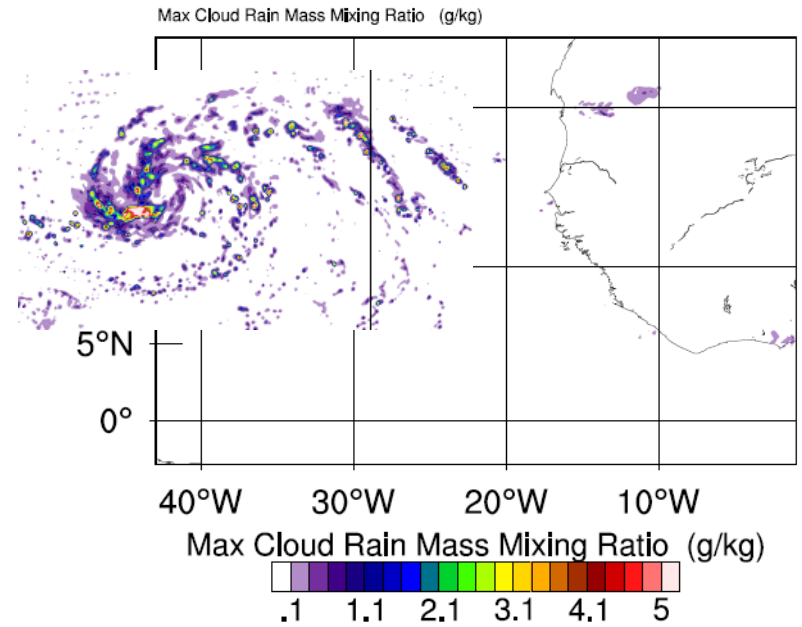 Max Cloud Rain Mass Mixing Ratio (g/kg)
5°N
0°
40°W 30°W 20°W 10°W
Max Cloud Rain Mass Mixing Ratio (g/kg)
.1 1.1 2.1 3.1 4.1 5